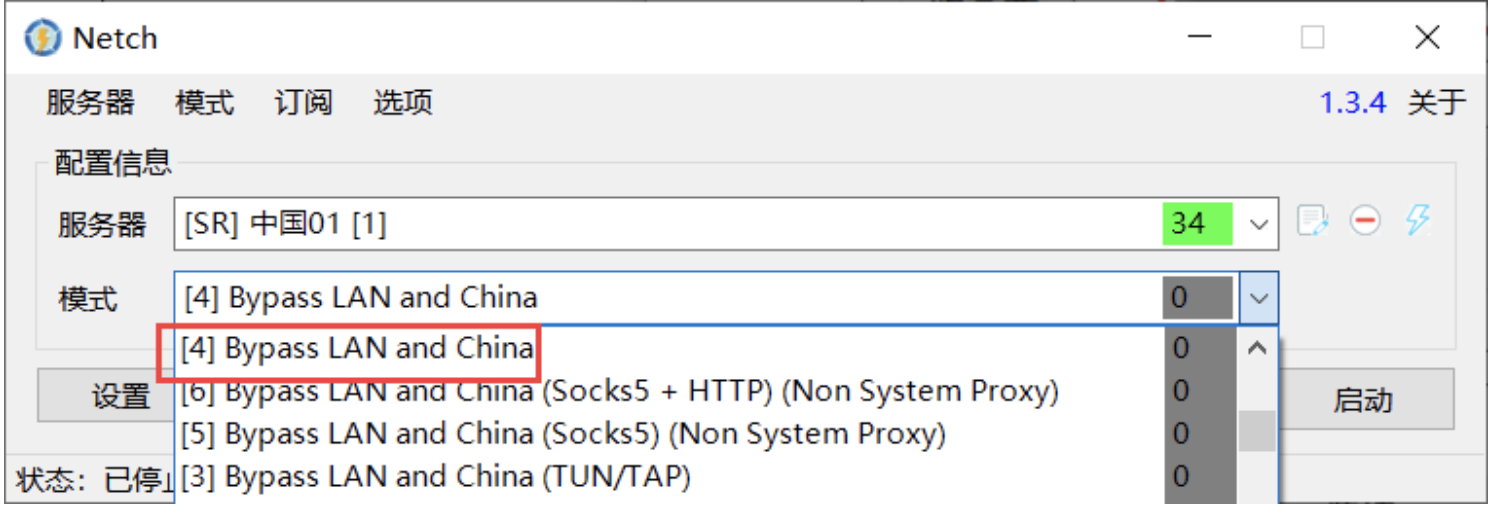 Netch
服务器 模式 订阅 选项 1.3.4 关于
配置信息
服务器 [SR] 中国01 [1] 34
模式 [4] Bypass LAN and China 0
[4] Bypass LAN and China 0
设置 [6] Bypass LAN and China (Socks5 + HTTP) (Non System Proxy) 0 启动
[5] Bypass LAN and China (Socks5) (Non System Proxy) 0
状态：已停止 [3] Bypass LAN and China (TUN/TAP) 0